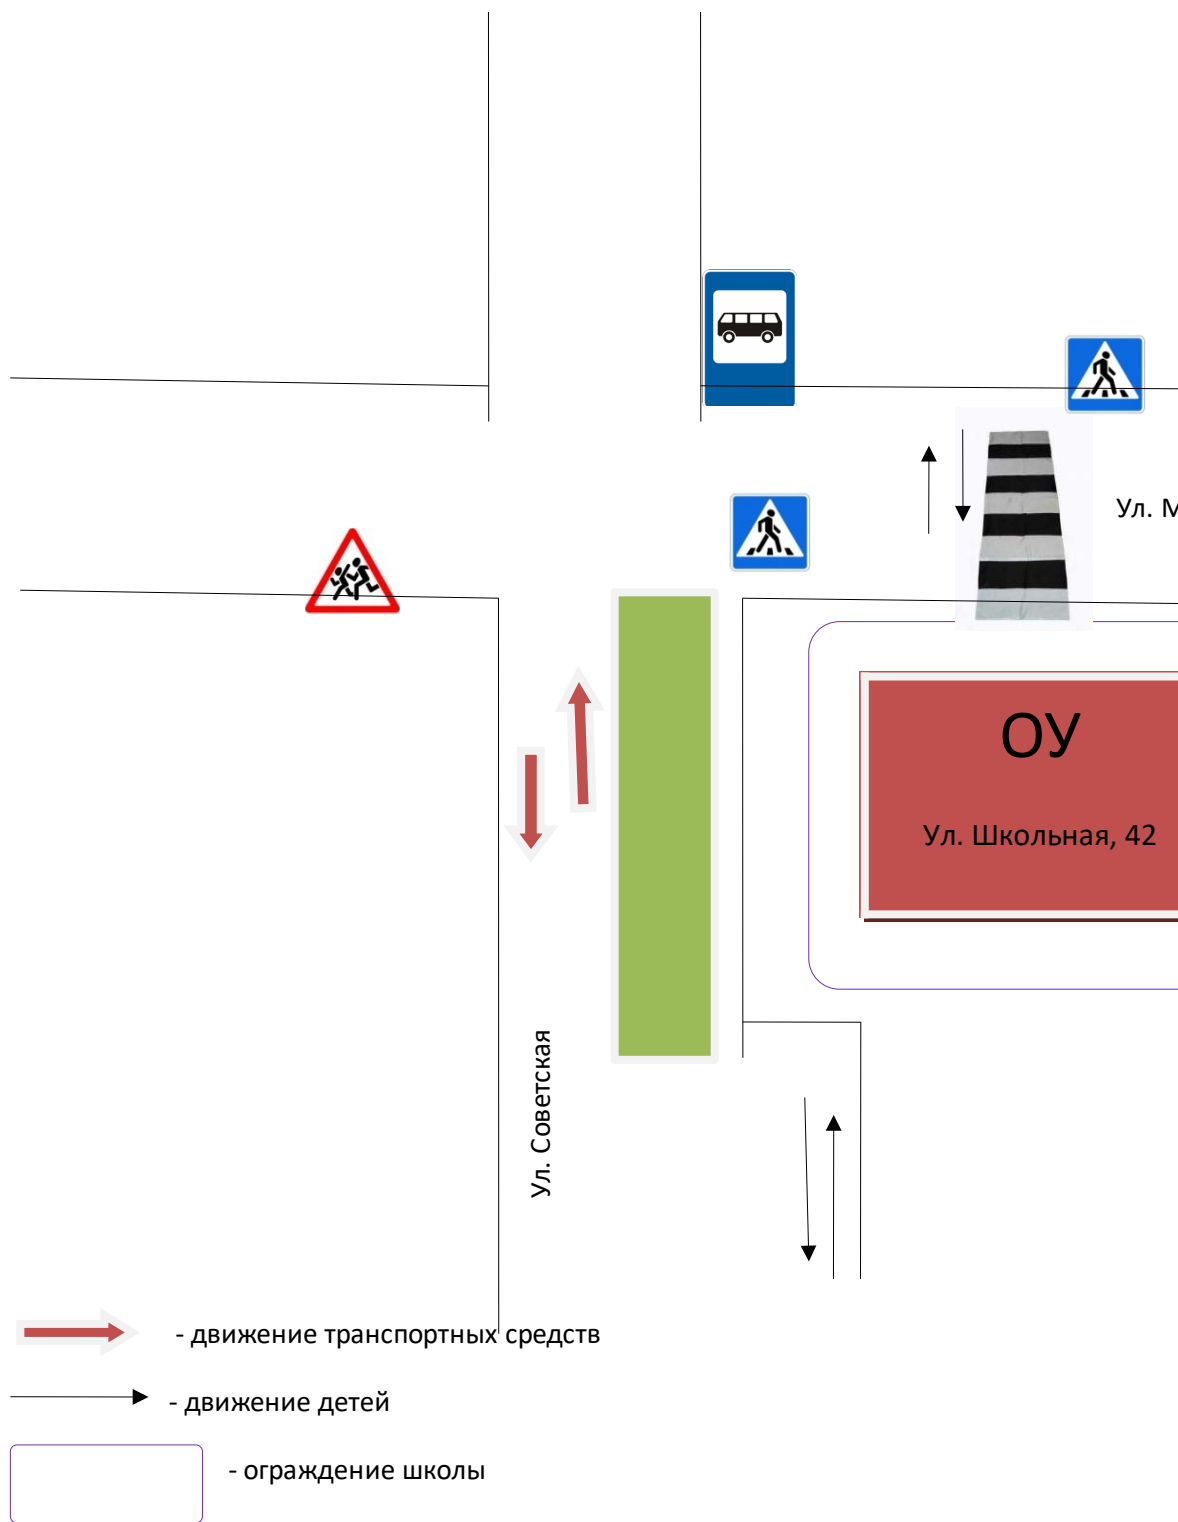 Ул. М
ОУ
Ул. Школьная, 42
Ул. Советская
- движение транспортных средств
- движение детей
- ограждение школы